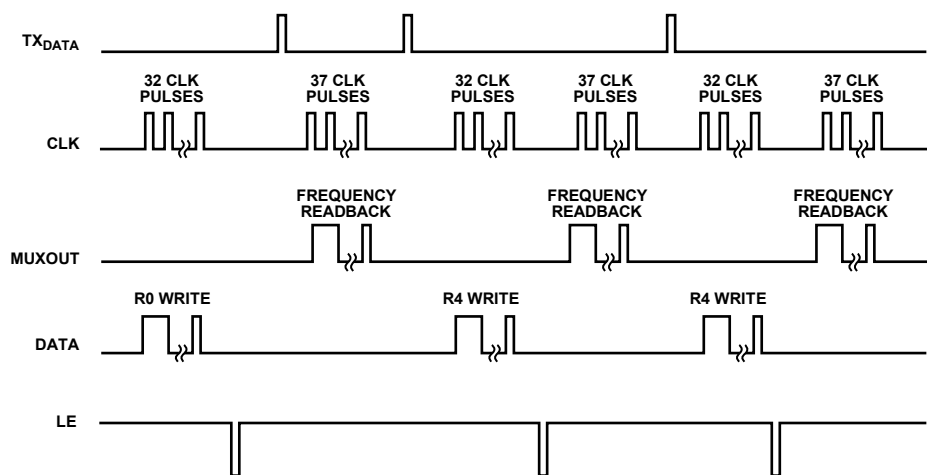 TXDATA
32 CLK PULSES
37 CLK PULSES
32 CLK PULSES
37 CLK PULSES
32 CLK PULSES
37 CLK PULSES
CLK
FREQUENCY READBACK
FREQUENCY READBACK
FREQUENCY READBACK
MUXOUT
R0 WRITE
R4 WRITE
R4 WRITE
DATA
LE